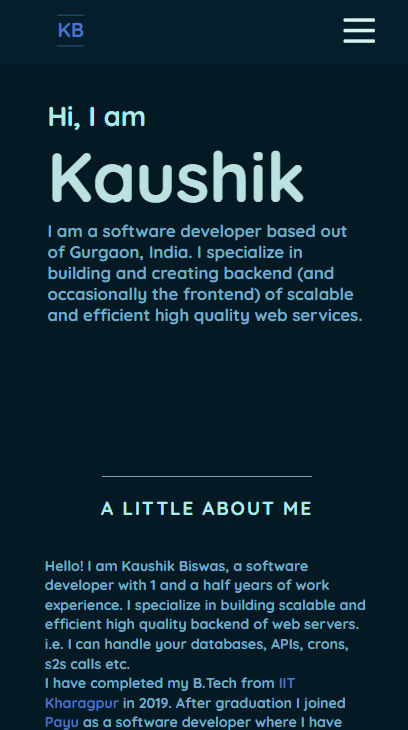 KB
Hi, I am
Kaushik
I am a software developer based out
of Gurgaon, India. I specialize in
building and creating backend (and
occasionally the frontend) of scalable
and efficient high quality web services.
A LITTLE ABOUT ME
Hello! I am Kaushik Biswas, a software
developer with 1 and a half years of work
experience. I specialize in building scalable and
efficient high quality backend of web servers.
i.e. I can handle your databases, APIs, crons,
s2s calls etc.
I have completed my B.Tech from IIT
Kharagpur in 2019. After graduation I joined
Payu as a software developer where I have